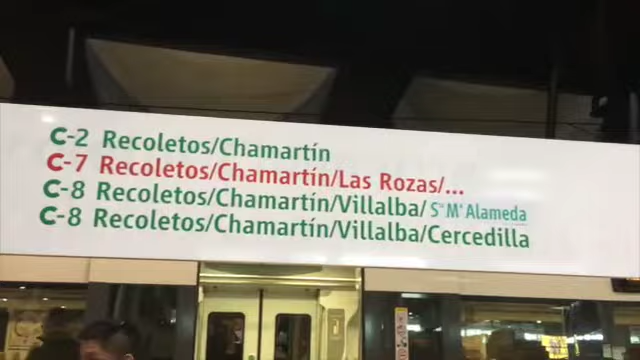 C-2 Recoletos/Chamartín
C-7 Recoletos/Chamartín/Las Rozas/...
C-8 Recoletos/Chamartín/Villalba/ Sta Mª Alameda
C-8 Recoletos/Chamartín/Villalba/Cercedilla